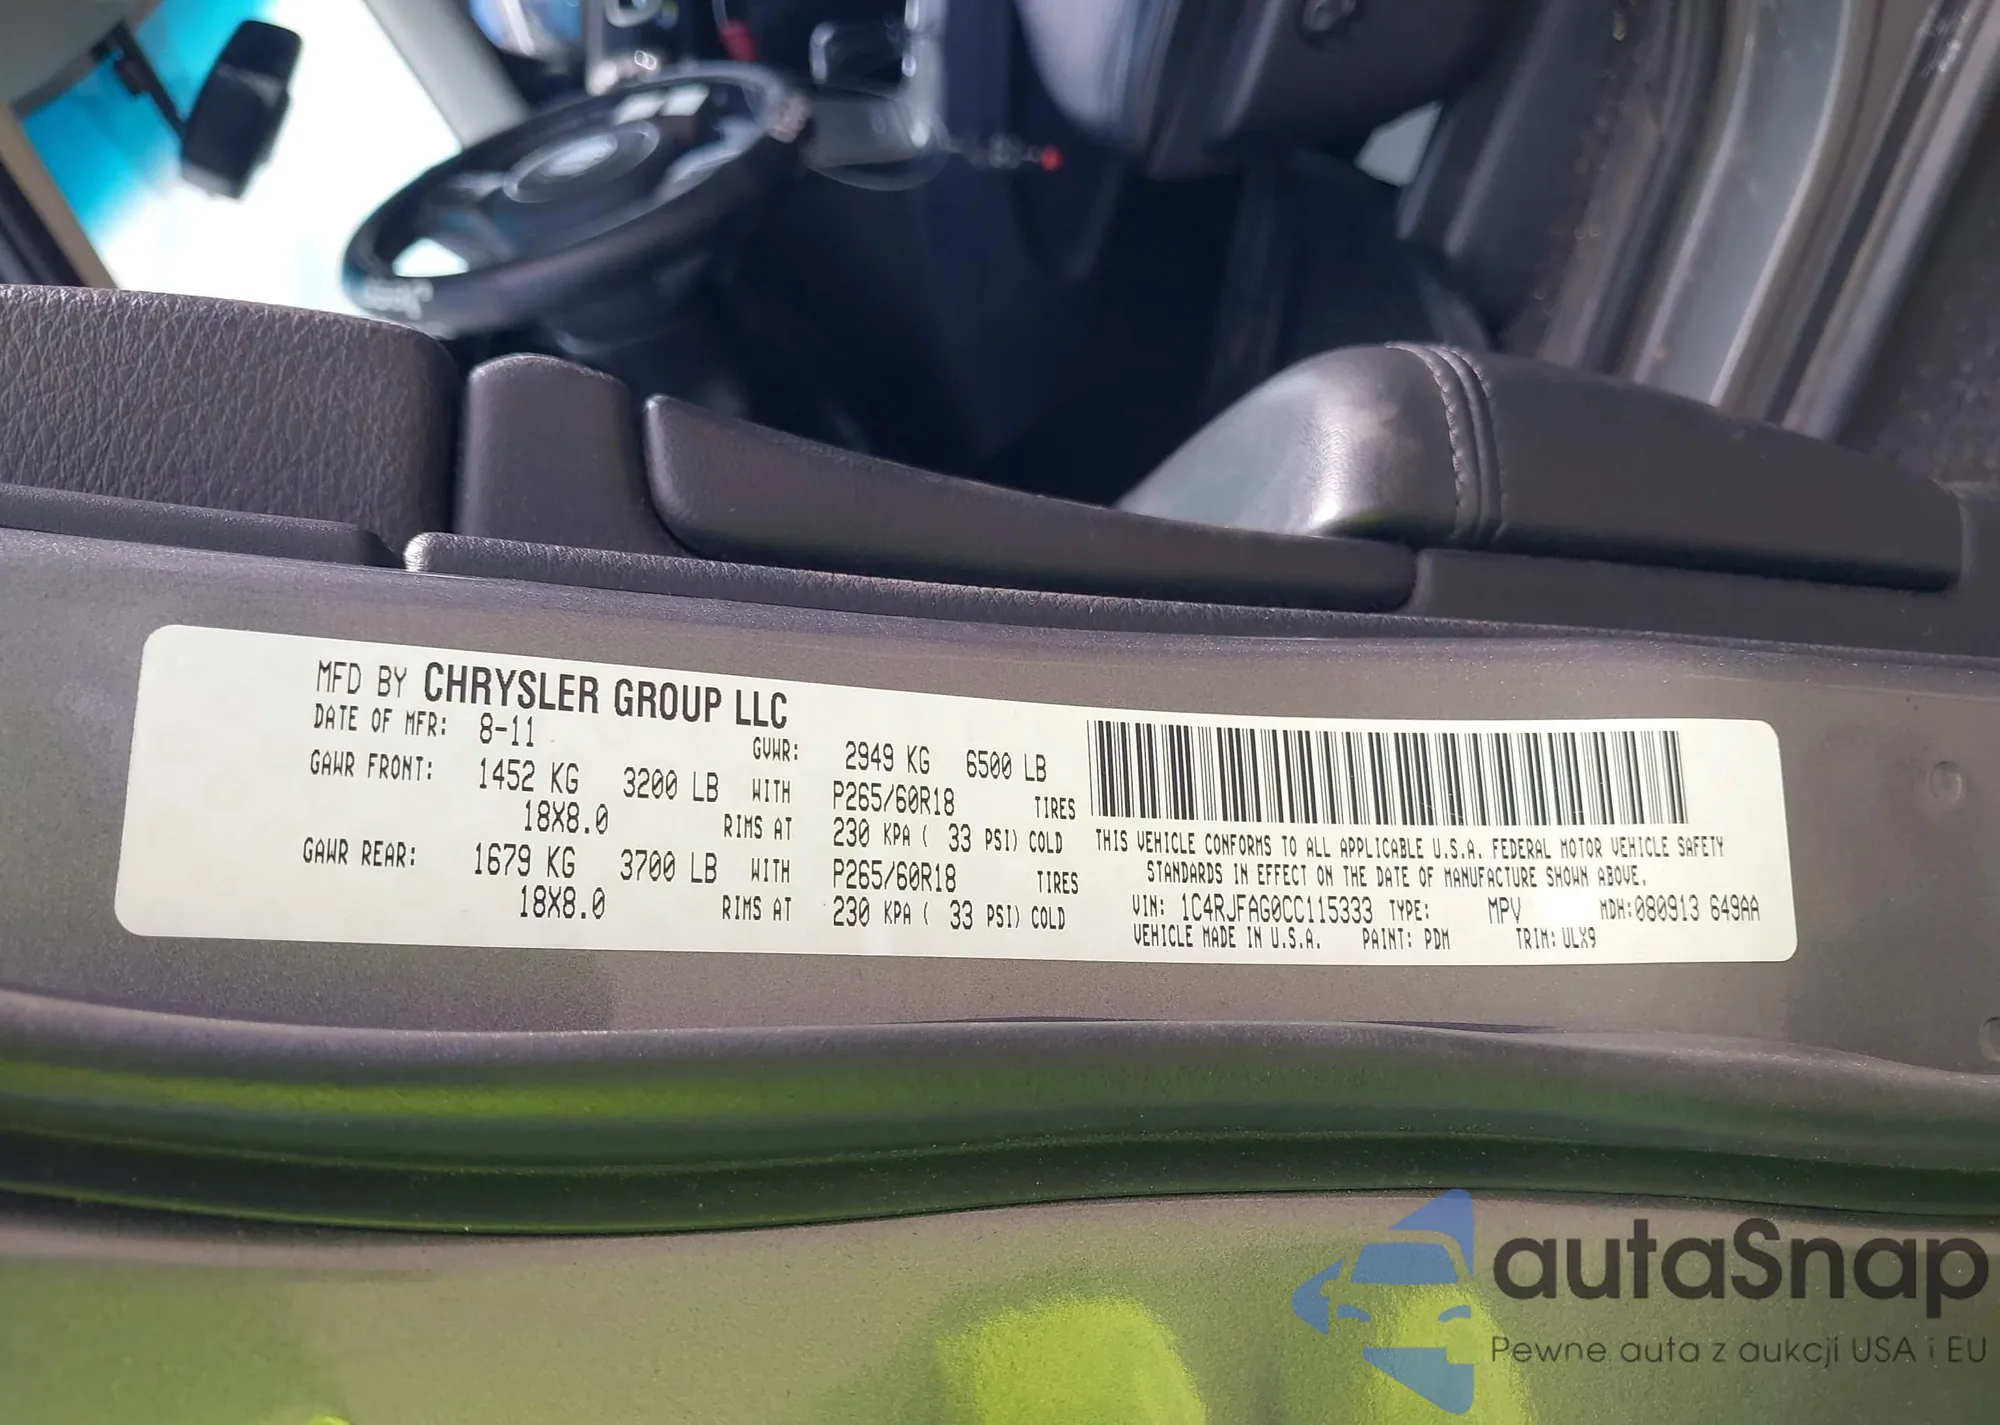 MFD BY CHRYSLER GROUP LLC
DATE OF MFR: 8-11 GVWR: 2949 KG 6500 LB
GAWR FRONT: 1452 KG 3200 LB WITH P265/60R18 TIRES
18X8.0 RIMS AT 230 KPA ( 33 PSI) COLD
GAWR REAR: 1679 KG 3700 LB WITH P265/60R18 TIRES
18X8.0 RIMS AT 230 KPA ( 33 PSI) COLD
THIS VEHICLE CONFORMS TO ALL APPLICABLE U.S.A. FEDERAL MOTOR VEHICLE SAFETY
STANDARDS IN EFFECT ON THE DATE OF MANUFACTURE SHOWN ABOVE.
VIN: 1C4RJFAG0CC115333 TYPE: MPV MDH:080913 649AA
VEHICLE MADE IN U.S.A. PAINT: PDM TRIM: ULX9
autaSnap
Pewne auta z aukcji USA i EU